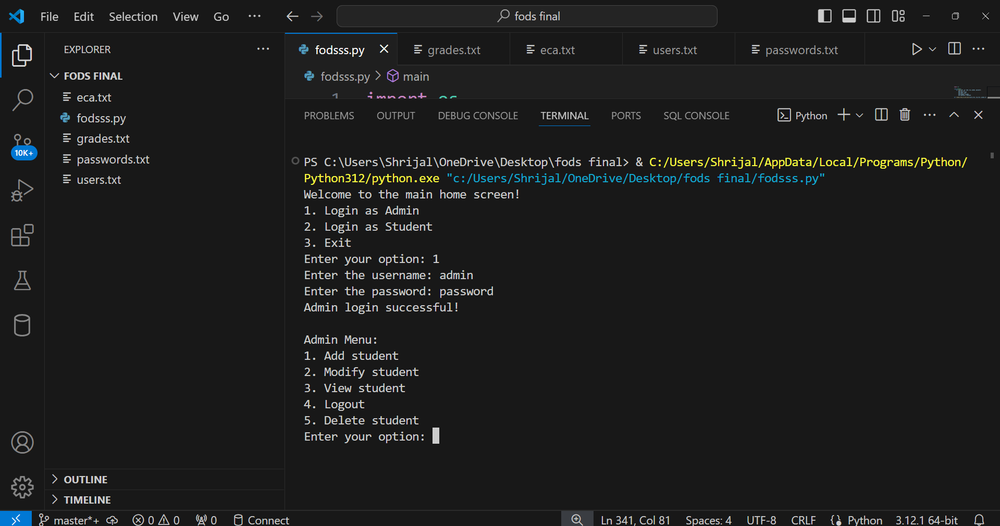 File Edit Selection View Go ···
fods final
EXPLORER ···
FODS FINAL
eca.txt
fodsss.py
grades.txt
passwords.txt
users.txt
10K+
OUTLINE
TIMELINE
fodsss.py grades.txt eca.txt users.txt passwords.txt ···
fodsss.py > main
1 import os
PROBLEMS OUTPUT DEBUG CONSOLE TERMINAL PORTS SQL CONSOLE Python ···
PS C:\Users\Shrijal\OneDrive\Desktop\fods final> & C:/Users/Shrijal/AppData/Local/Programs/Python/
Python312/python.exe "c:/Users/Shrijal/OneDrive/Desktop/fods final/fodsss.py"
Welcome to the main home screen!
1. Login as Admin
2. Login as Student
3. Exit
Enter your option: 1
Enter the username: admin
Enter the password: password
Admin login successful!
Admin Menu:
1. Add student
2. Modify student
3. View student
4. Logout
5. Delete student
Enter your option:
master*+ 0 0 0 Connect Ln 341, Col 81 Spaces: 4 UTF-8 CRLF Python 3.12.1 64-bit